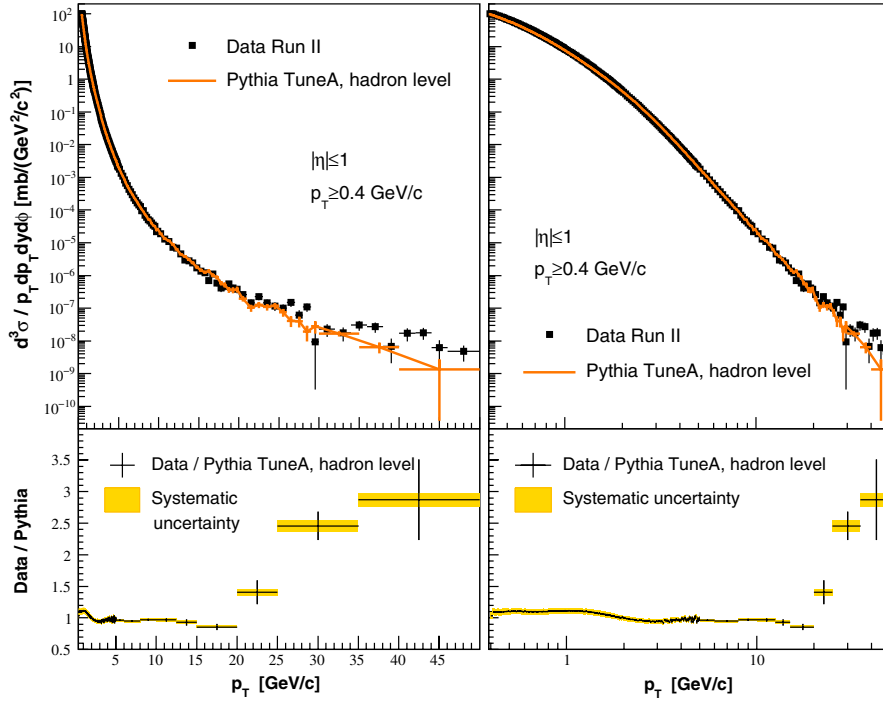 d³σ / p_T dp_T dydϕ [mb/(GeV²/c²)]
10²
10
1
10⁻¹
10⁻²
10⁻³
10⁻⁴
10⁻⁵
10⁻⁶
10⁻⁷
10⁻⁸
10⁻⁹
10⁻¹⁰
Data Run II
Pythia TuneA, hadron level
|η|≤1
p_T≥0.4 GeV/c
|η|≤1
p_T≥0.4 GeV/c
Data Run II
Pythia TuneA, hadron level
Data / Pythia
3.5
3
2.5
2
1.5
1
0.5
Data / Pythia TuneA, hadron level
Systematic
uncertainty
5 10 15 20 25 30 35 40 45
p_T [GeV/c]
Data / Pythia TuneA, hadron level
Systematic uncertainty
1 10
p_T [GeV/c]